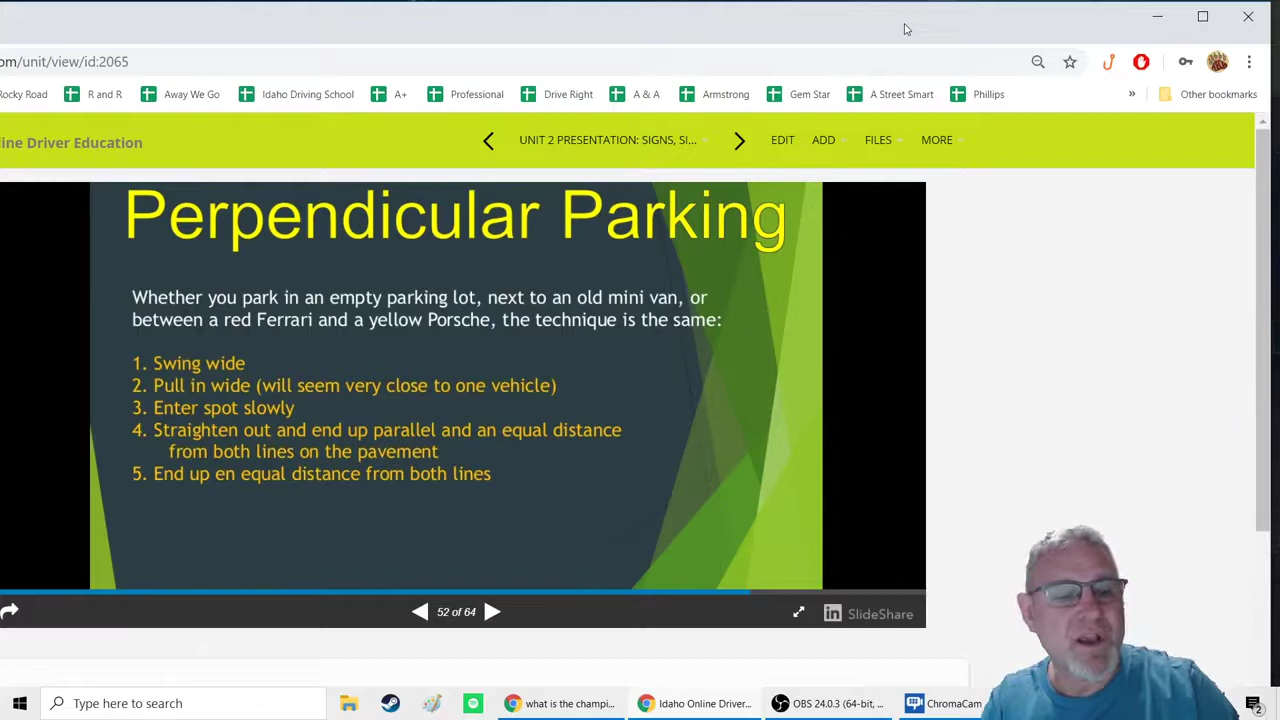 om/unit/view/id:2065
Rocky Road R and R Away We Go Idaho Driving School A+ Professional Drive Right A & A Armstrong Gem Star A Street Smart Phillips » Other bookmarks
line Driver Education UNIT 2 PRESENTATION: SIGNS, SI... EDIT ADD FILES MORE
Perpendicular Parking
Whether you park in an empty parking lot, next to an old mini van, or
between a red Ferrari and a yellow Porsche, the technique is the same:
1. Swing wide
2. Pull in wide (will seem very close to one vehicle)
3. Enter spot slowly
4. Straighten out and end up parallel and an equal distance
from both lines on the pavement
5. End up en equal distance from both lines
52 of 64 in SlideShare
Type here to search what is the champi... Idaho Online Driver... OBS 24.0.3 (64-bit, ... ChromaCam 2